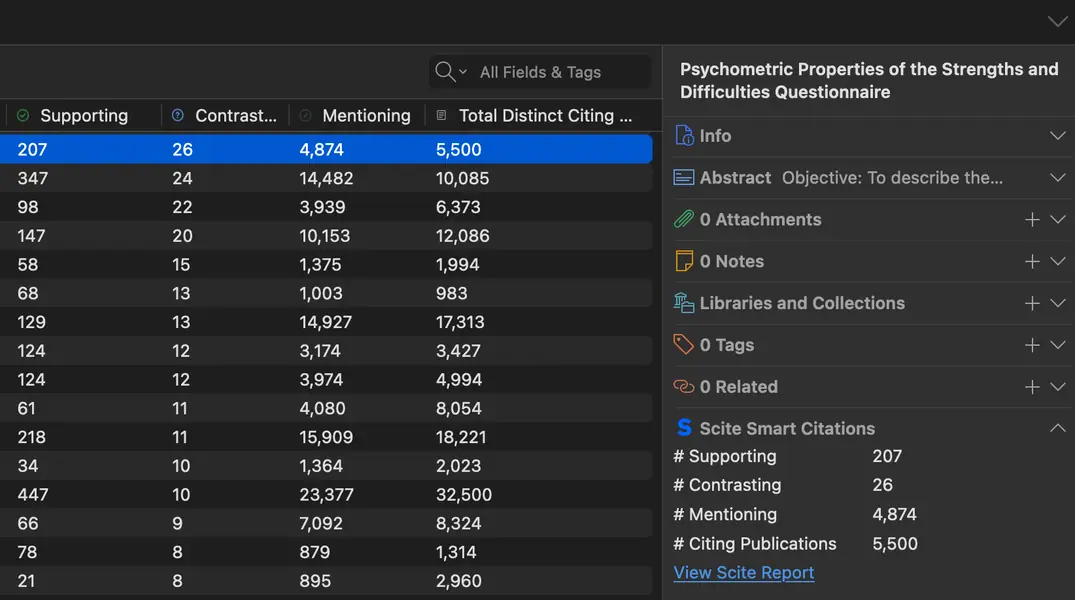 All Fields & Tags
Supporting Contrast... Mentioning Total Distinct Citing ...
207 26 4,874 5,500
347 24 14,482 10,085
98 22 3,939 6,373
147 20 10,153 12,086
58 15 1,375 1,994
68 13 1,003 983
129 13 14,927 17,313
124 12 3,174 3,427
124 12 3,974 4,994
61 11 4,080 8,054
218 11 15,909 18,221
34 10 1,364 2,023
447 10 23,377 32,500
66 9 7,092 8,324
78 8 879 1,314
21 8 895 2,960
Psychometric Properties of the Strengths and
Difficulties Questionnaire
Info
Abstract Objective: To describe the...
0 Attachments
0 Notes
Libraries and Collections
0 Tags
0 Related
Scite Smart Citations
# Supporting 207
# Contrasting 26
# Mentioning 4,874
# Citing Publications 5,500
View Scite Report